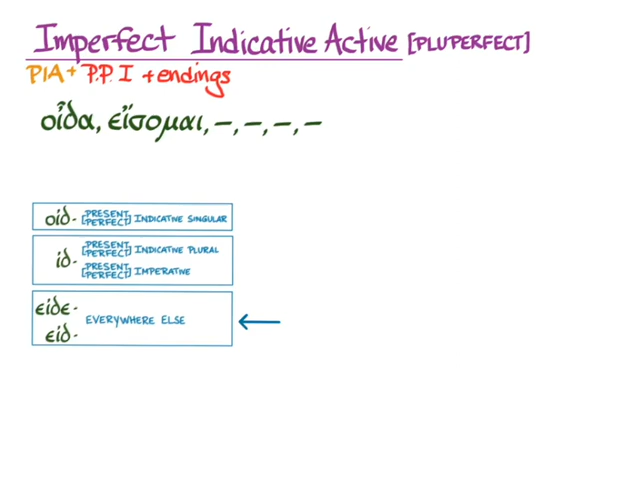 Imperfect Indicative Active [PLUPERFECT]
PIA + P.P. I + endings
οἶδα, εἴσομαι, –, –, –, –
οἰδ- [PRESENT PERFECT] INDICATIVE SINGULAR
ἰδ- [PRESENT PERFECT] INDICATIVE PLURAL
[PRESENT PERFECT] IMPERATIVE
εἰδε- EVERYWHERE ELSE
εἰδ-